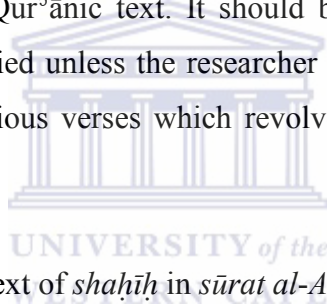 Qurʾānic text. It should b
ied unless the researcher
ious verses which revolv
UNIVERSITY of the
ext of shaḥīḥ in sūrat al-A